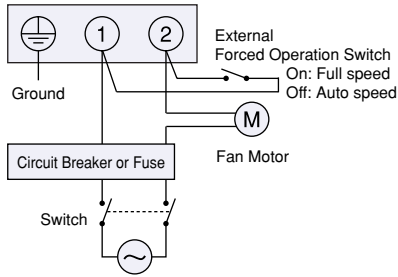 1
2
External
Forced Operation Switch
On: Full speed
Off: Auto speed
Ground
M
Fan Motor
Circuit Breaker or Fuse
Switch